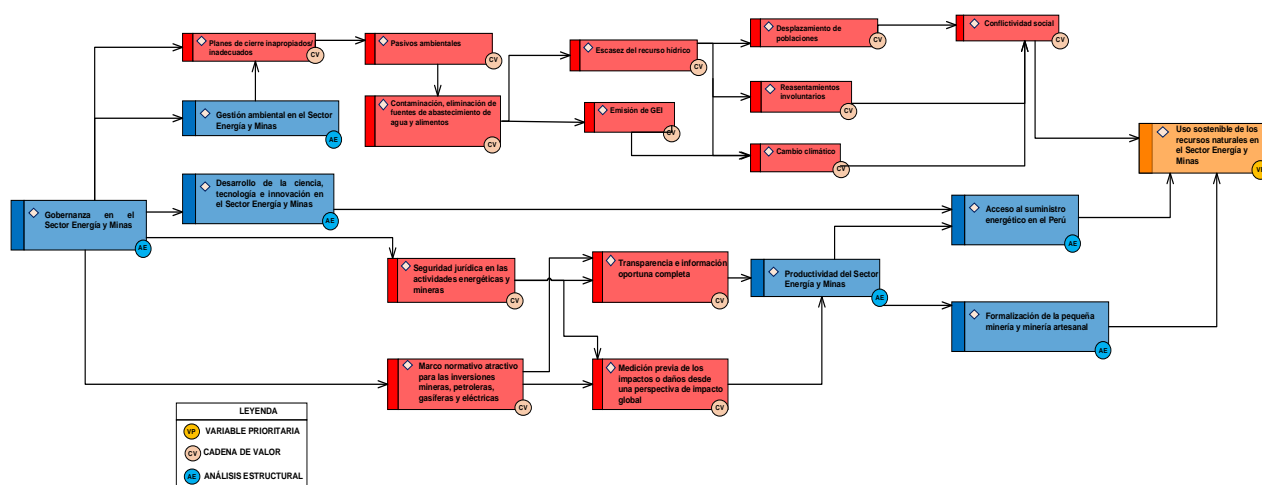 Planes de cierre inapropiados/
inadecuados
CV
Pasivos ambientales
CV
Escasez del recurso hídrico
CV
Desplazamiento de
poblaciones
CV
Conflictividad social
CV
Gestión ambiental en el Sector
Energía y Minas
AE
Contaminación, eliminación de
fuentes de abastecimiento de
agua y alimentos
CV
Emisión de GEI
CV
Reasentamientos
involuntarios
CV
Cambio climático
CV
Uso sostenible de los
recursos naturales en
el Sector Energía y
Minas
VP
Desarrollo de la ciencia,
tecnología e innovación en
el Sector Energía y Minas
AE
Gobernanza en el
Sector Energía y Minas
AE
Acceso al suministro
energético en el Perú
AE
Seguridad jurídica en las
actividades energéticas y
mineras
CV
Transparencia e información
oportuna completa
CV
Productividad del Sector
Energía y Minas
AE
Formalización de la pequeña
minería y minería artesanal
AE
Marco normativo atractivo
para las inversiones
mineras, petroleras,
gasíferas y eléctricas
CV
Medición previa de los
impactos o daños desde
una perspectiva de impacto
global
CV
LEYENDA
VP VARIABLE PRIORITARIA
CV CADENA DE VALOR
AE ANÁLISIS ESTRUCTURAL